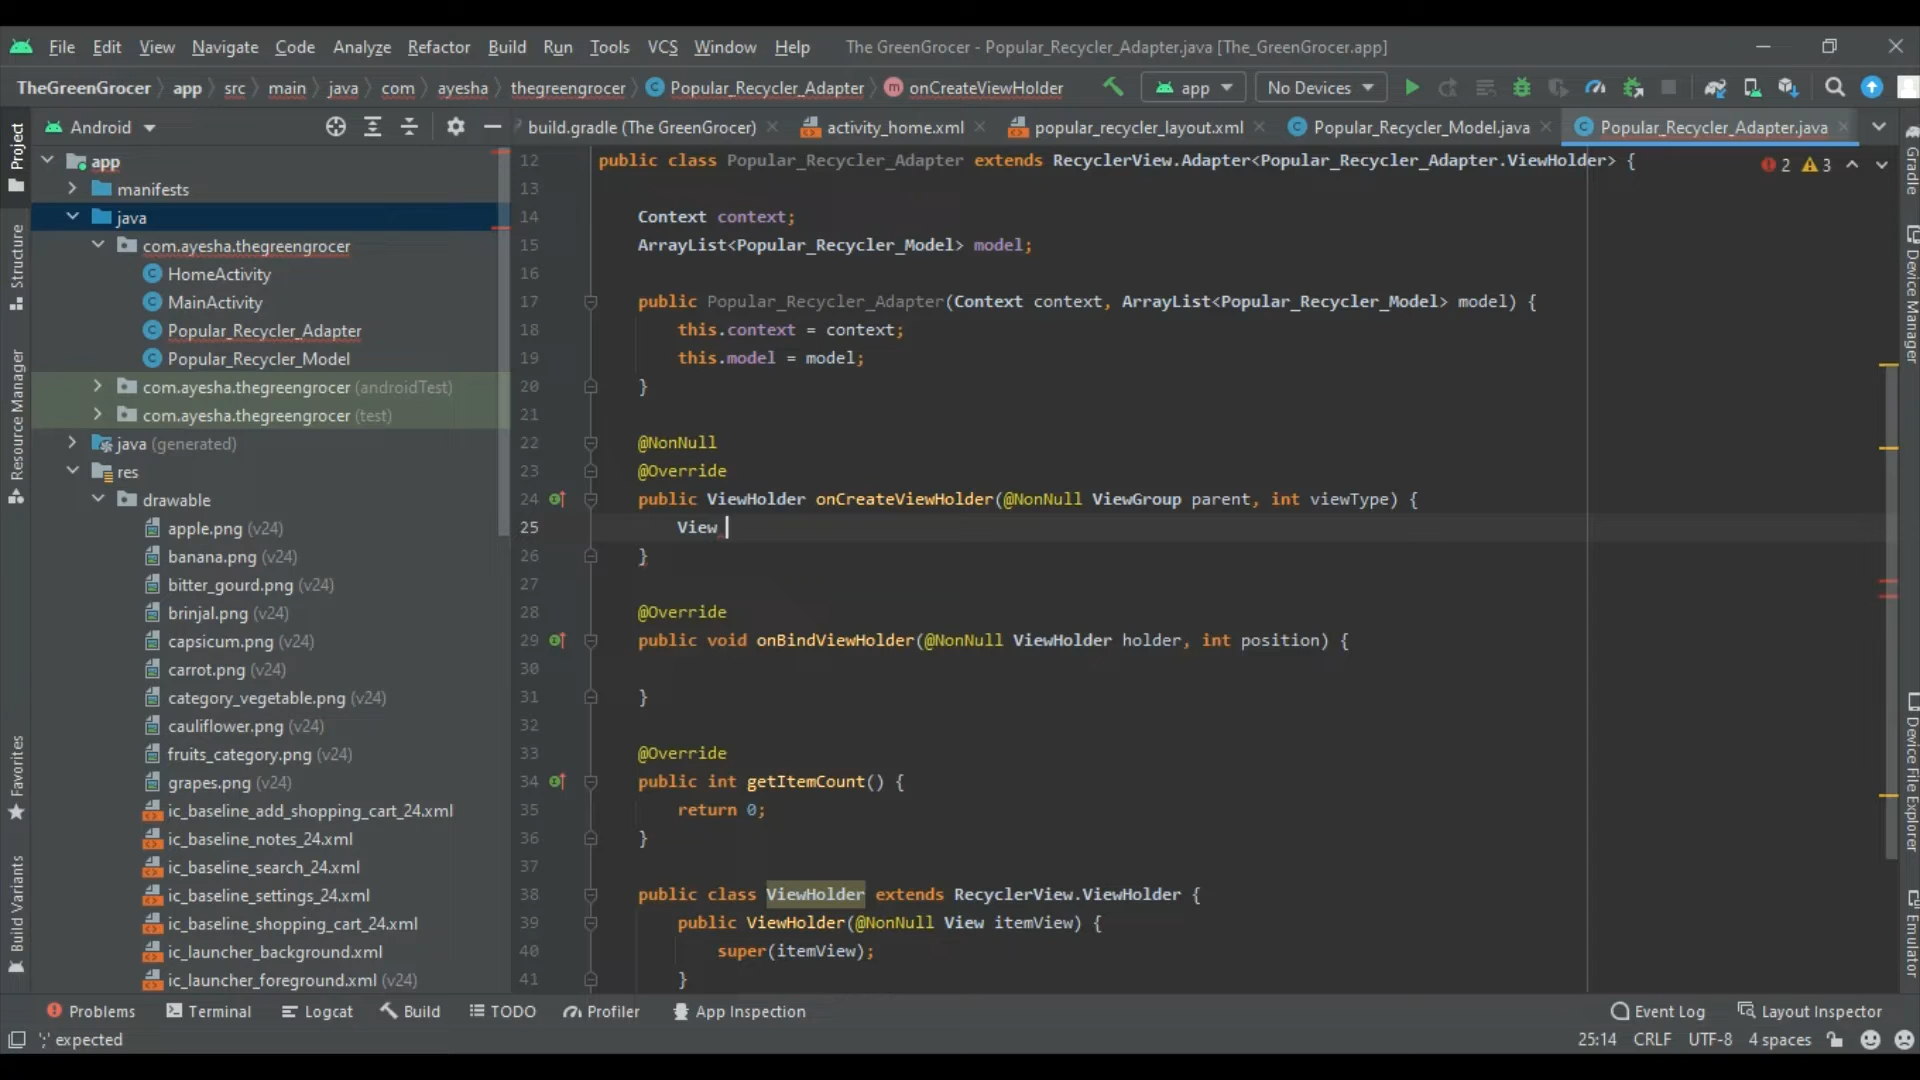 File Edit View Navigate Code Analyze Refactor Build Run Tools VCS Window Help The GreenGrocer - Popular_Recycler_Adapter.java [The_GreenGrocer.app]
TheGreenGrocer app src main java com ayesha thegreengrocer Popular_Recycler_Adapter onCreateViewHolder app No Devices
Android build.gradle (The GreenGrocer) activity_home.xml popular_recycler_layout.xml Popular_Recycler_Model.java Popular_Recycler_Adapter.java
Project
Structure
Resource Manager
Favorites
Build Variants
app
manifests
java
com.ayesha.thegreengrocer
HomeActivity
MainActivity
Popular_Recycler_Adapter
Popular_Recycler_Model
com.ayesha.thegreengrocer (androidTest)
com.ayesha.thegreengrocer (test)
java (generated)
res
drawable
apple.png (v24)
banana.png (v24)
bitter_gourd.png (v24)
brinjal.png (v24)
capsicum.png (v24)
carrot.png (v24)
category_vegetable.png (v24)
cauliflower.png (v24)
fruits_category.png (v24)
grapes.png (v24)
ic_baseline_add_shopping_cart_24.xml
ic_baseline_notes_24.xml
ic_baseline_search_24.xml
ic_baseline_settings_24.xml
ic_baseline_shopping_cart_24.xml
ic_launcher_background.xml
ic_launcher_foreground.xml (v24)
12 public class Popular_Recycler_Adapter extends RecyclerView.Adapter<Popular_Recycler_Adapter.ViewHolder> { 2 3
13
14 Context context;
15 ArrayList<Popular_Recycler_Model> model;
16
17 public Popular_Recycler_Adapter(Context context, ArrayList<Popular_Recycler_Model> model) {
18 this.context = context;
19 this.model = model;
20 }
21
22 @NonNull
23 @Override
24 public ViewHolder onCreateViewHolder(@NonNull ViewGroup parent, int viewType) {
25 View
26 }
27
28 @Override
29 public void onBindViewHolder(@NonNull ViewHolder holder, int position) {
30
31 }
32
33 @Override
34 public int getItemCount() {
35 return 0;
36 }
37
38 public class ViewHolder extends RecyclerView.ViewHolder {
39 public ViewHolder(@NonNull View itemView) {
40 super(itemView);
41 }
Gradle
Device Manager
Device File Explorer
Emulator
Problems Terminal Logcat Build TODO Profiler App Inspection Event Log Layout Inspector
';' expected 25:14 CRLF UTF-8 4 spaces